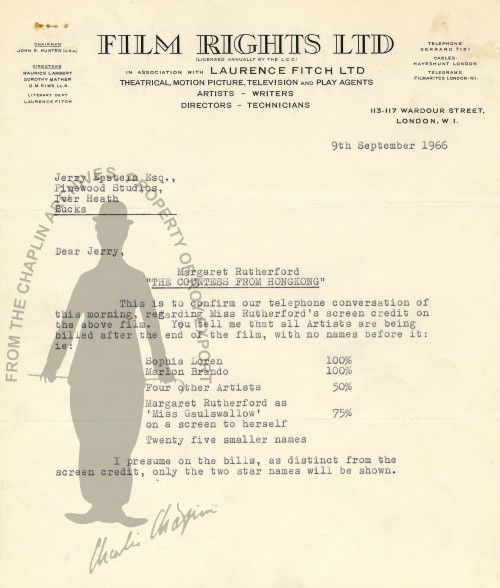 FILM RIGHTS LTD
(LICENSED ANNUALLY BY THE L.C.C.)
IN ASSOCIATION WITH LAURENCE FITCH LTD
THEATRICAL, MOTION PICTURE, TELEVISION AND PLAY AGENTS
ARTISTS - WRITERS
DIRECTORS - TECHNICIANS
CHAIRMAN
JOHN E. HUNTER (U.S.A.)
DIRECTORS
MAURICE LAMBERT
DOROTHY MATHER
D.M. SIMS LL.B.
LITERARY DEPT
LAURENCE FITCH
TELEPHONE:
GERRARD 7151
CABLES:
HAYESHUNT LONDON
TELEGRAMS:
FILMARITES LONDON-W1.
113-117 WARDOUR STREET,
LONDON, W.1.
9th September 1966
Jerry Epstein Esq.,
Pinewood Studios,
Iver Heath
Bucks
Dear Jerry,
Margaret Rutherford
"THE COUNTESS FROM HONGKONG"
This is to confirm our telephone conversation of
this morning, regarding Miss Rutherford's screen credit on
the above film. You tell me that all Artists are being
billed after the end of the film, with no names before it:
ie:
Sophia Loren 100%
Marlon Brando 100%
Four other Artists 50%
Margaret Rutherford as
'Miss Gaulswallow' 75%
on a screen to herself
Twenty five smaller names
I presume on the bills, as distinct from the
screen credit, only the two star names will be shown.
FROM THE CHAPLIN ARCHIVES, PROPERTY OF ROY EXPORT
Charlie Chaplin